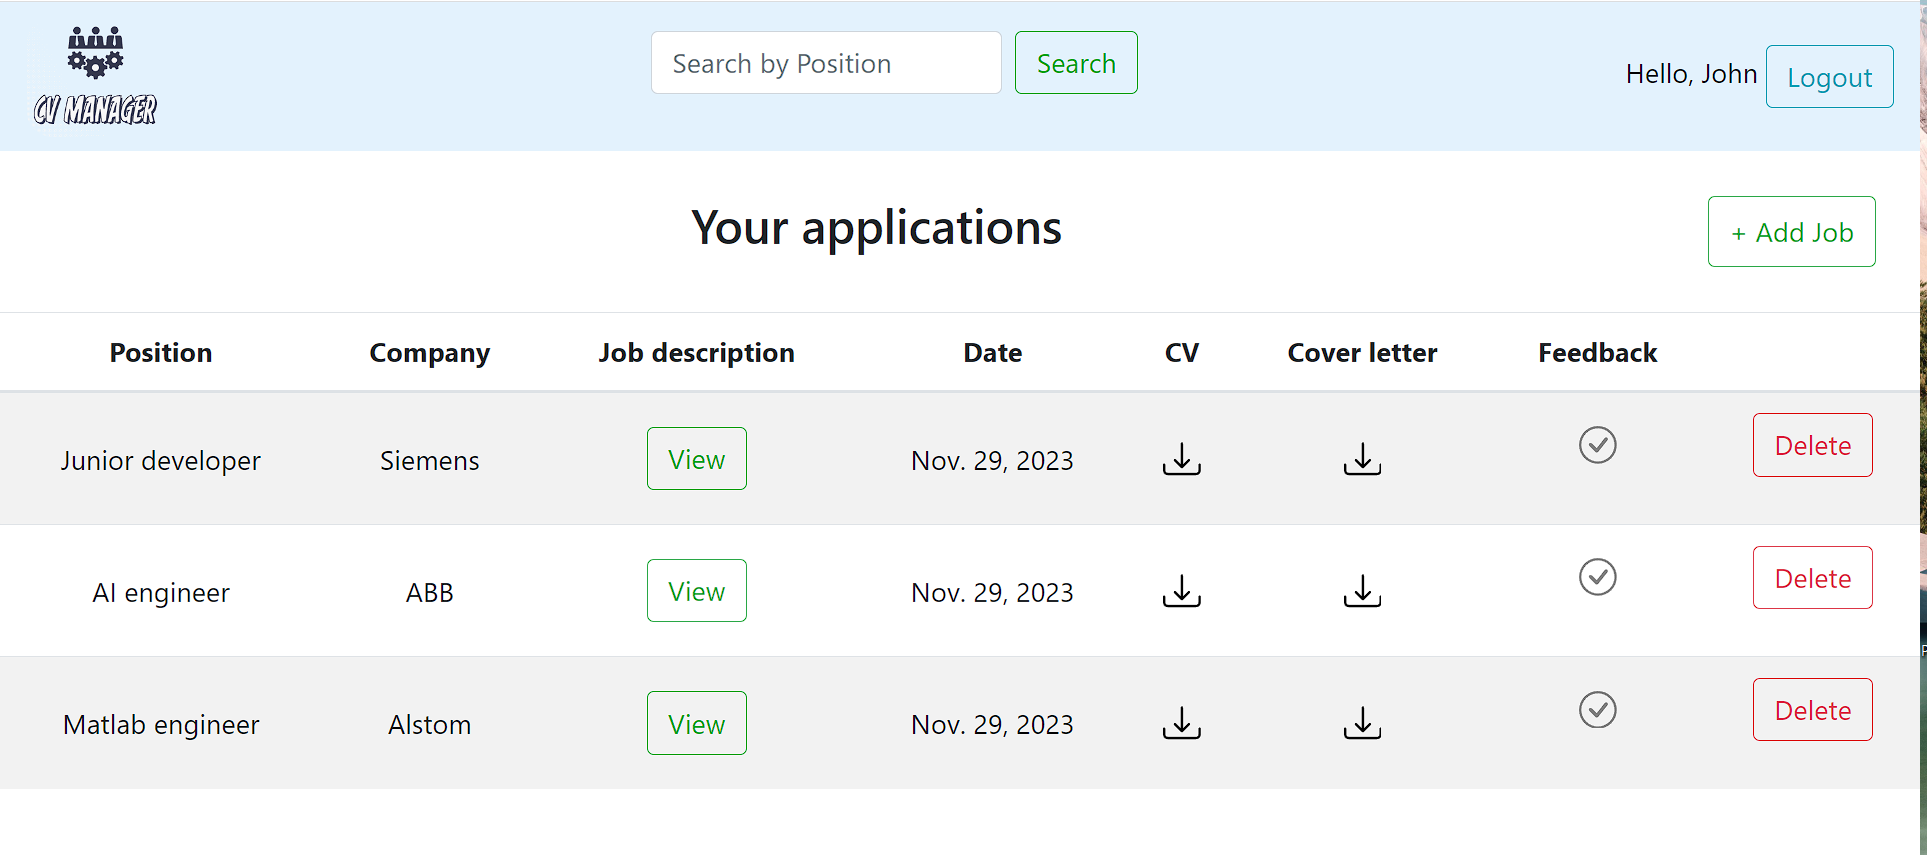 CV MANAGER
Search by Position
Search
Hello, John
Logout
Your applications
+ Add Job
Position Company Job description Date CV Cover letter Feedback
Junior developer Siemens View Nov. 29, 2023 Delete
AI engineer ABB View Nov. 29, 2023 Delete
Matlab engineer Alstom View Nov. 29, 2023 Delete